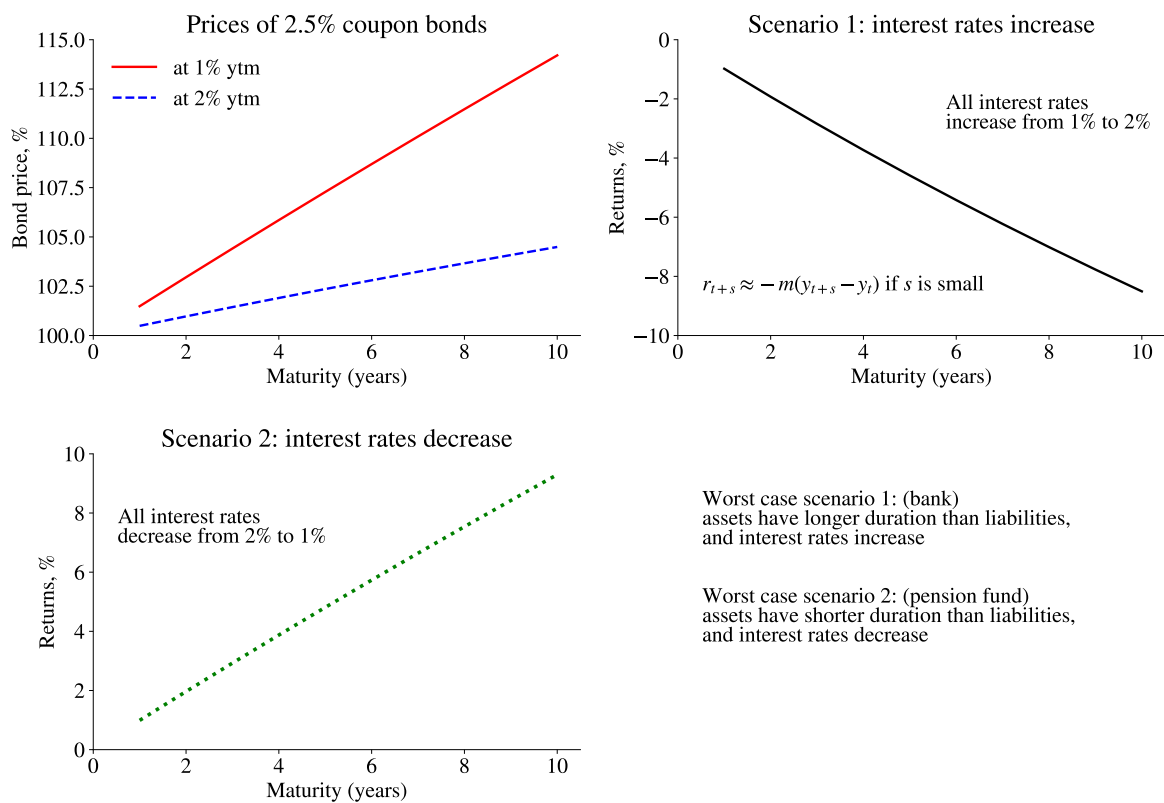 Prices of 2.5% coupon bonds
115.0
112.5
110.0
107.5
105.0
102.5
100.0
Bond price, %
at 1% ytm
at 2% ytm
0 2 4 6 8 10
Maturity (years)
Scenario 1: interest rates increase
0
−2
−4
−6
−8
−10
Returns, %
All interest rates
increase from 1% to 2%
r_{t+s} ≈ −m(y_{t+s} − y_t) if s is small
0 2 4 6 8 10
Maturity (years)
Scenario 2: interest rates decrease
10
8
6
4
2
0
Returns, %
All interest rates
decrease from 2% to 1%
0 2 4 6 8 10
Maturity (years)
Worst case scenario 1: (bank)
assets have longer duration than liabilities,
and interest rates increase
Worst case scenario 2: (pension fund)
assets have shorter duration than liabilities,
and interest rates decrease